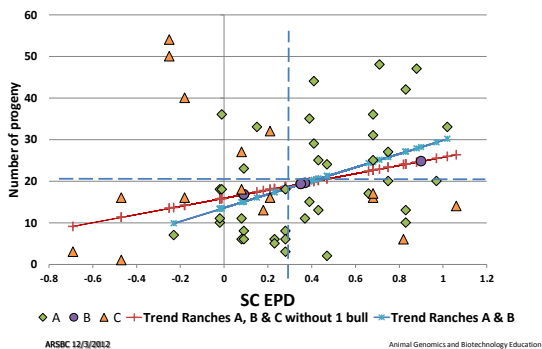 60
50
40
30
20
10
0
Number of progeny
-0.8 -0.6 -0.4 -0.2 0 0.2 0.4 0.6 0.8 1 1.2
SC EPD
A B C Trend Ranches A, B & C without 1 bull Trend Ranches A & B
ARSBC 12/3/2012 Animal Genomics and Biotechnology Education